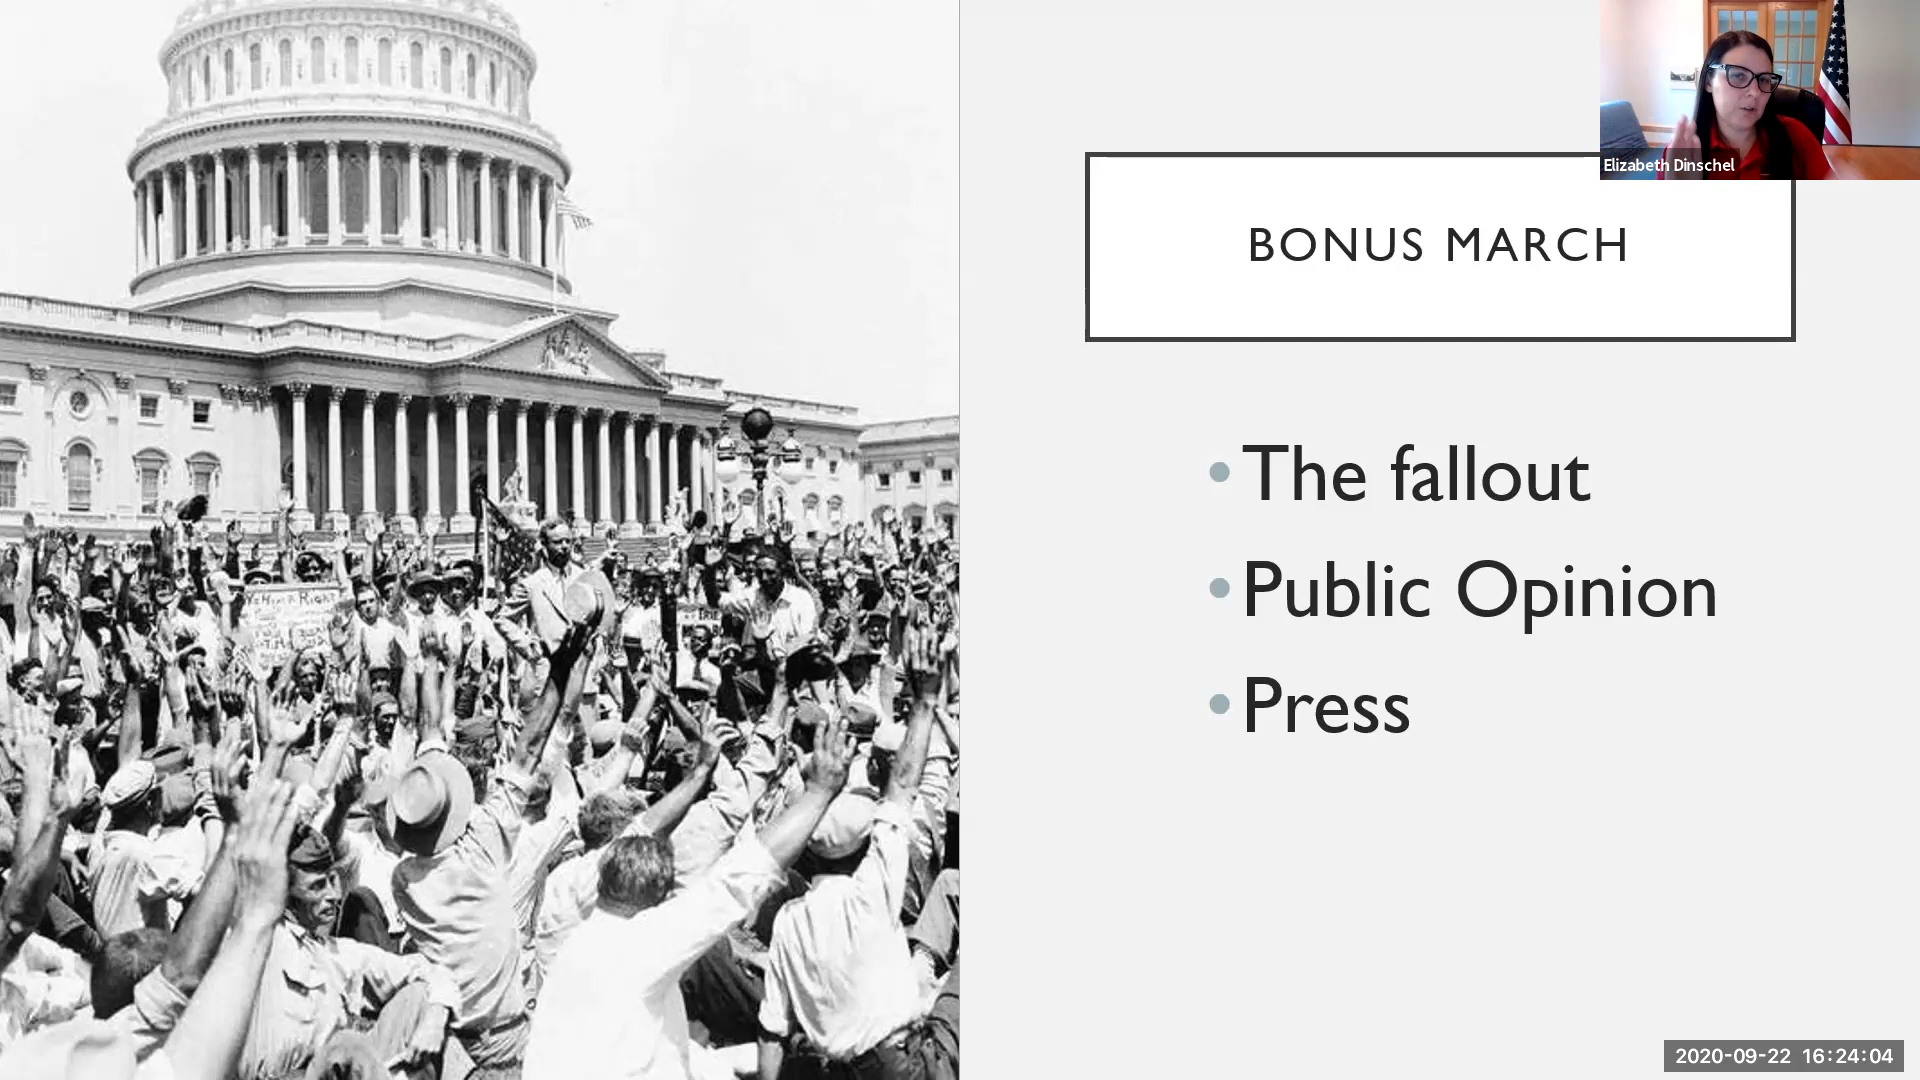 Elizabeth Dinschel
BONUS MARCH
• The fallout
• Public Opinion
• Press
2020-09-22 16:24:04